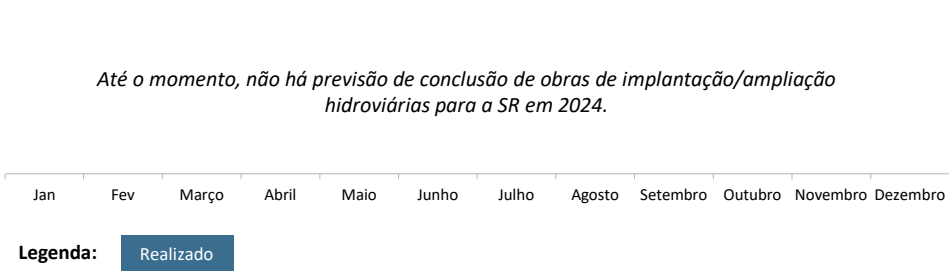 Até o momento, não há previsão de conclusão de obras de implantação/ampliação
hidroviárias para a SR em 2024.
Jan Fev Março Abril Maio Junho Julho Agosto Setembro Outubro Novembro Dezembro
Legenda: Realizado